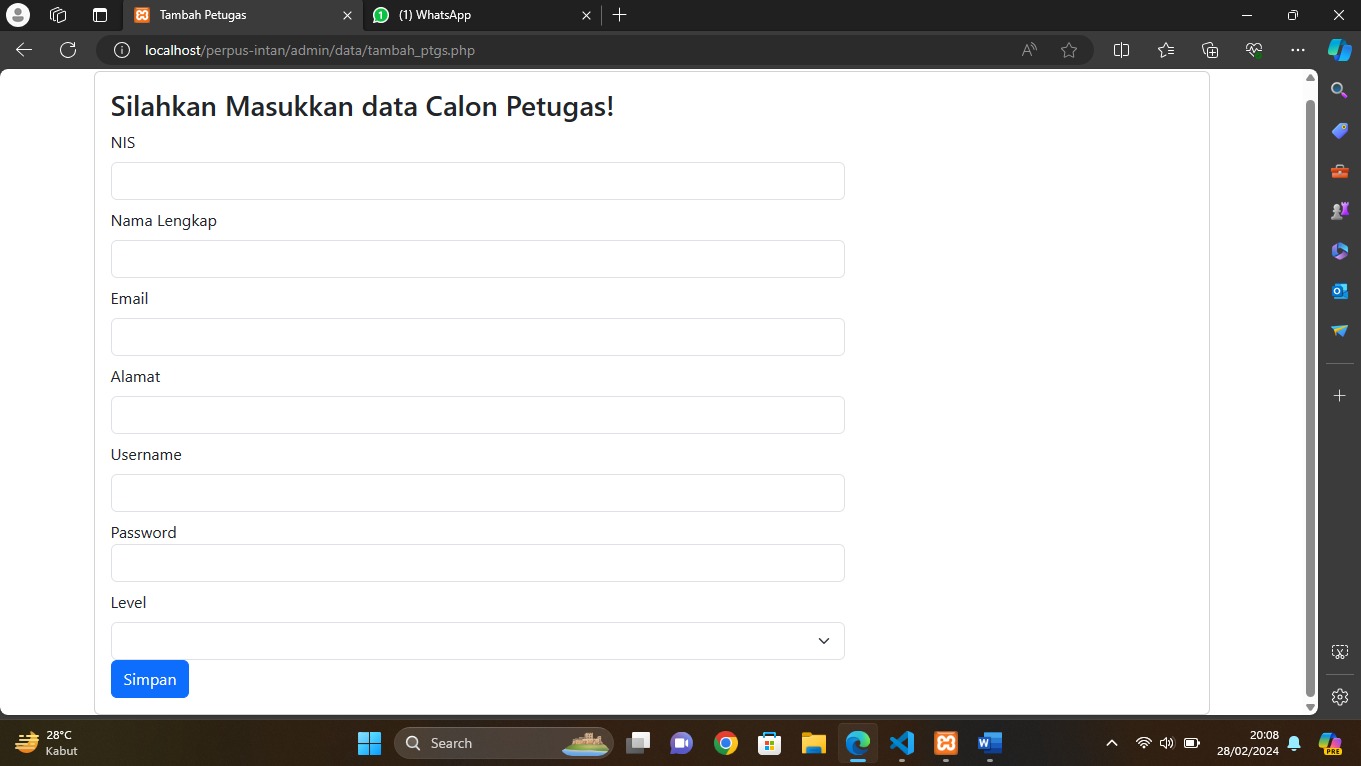 Tambah Petugas
(1) WhatsApp
localhost/perpus-intan/admin/data/tambah_ptgs.php
Silahkan Masukkan data Calon Petugas!
NIS
Nama Lengkap
Email
Alamat
Username
Password
Level
Simpan
28°C
Kabut
Search
20:08
28/02/2024
PRE